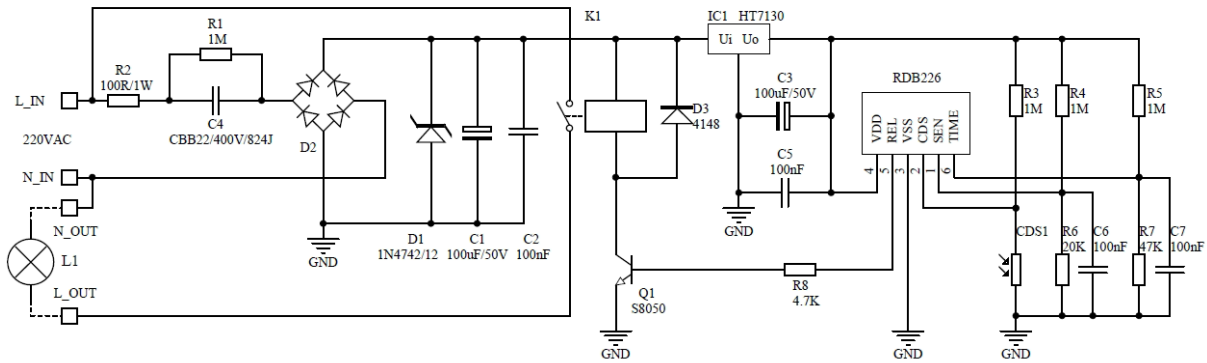 K1
IC1 HT7130
Ui Uo
R1
1M
R2
100R/1W
L_IN
C4
CBB22/400V/824J
220VAC
D2
N_IN
N_OUT
L1
L_OUT
GND
D1
1N4742/12
C1
100uF/50V
C2
100nF
D3
4148
C3
100uF/50V
C5
100nF
GND
RDB226
VDD
REL
VSS
CDS
SEN
TIME
4
5
3
2
1
6
R3
1M
R4
1M
R5
1M
CDS1
R6
20K
C6
100nF
R7
47K
C7
100nF
R8
4.7K
Q1
S8050
GND
GND
GND